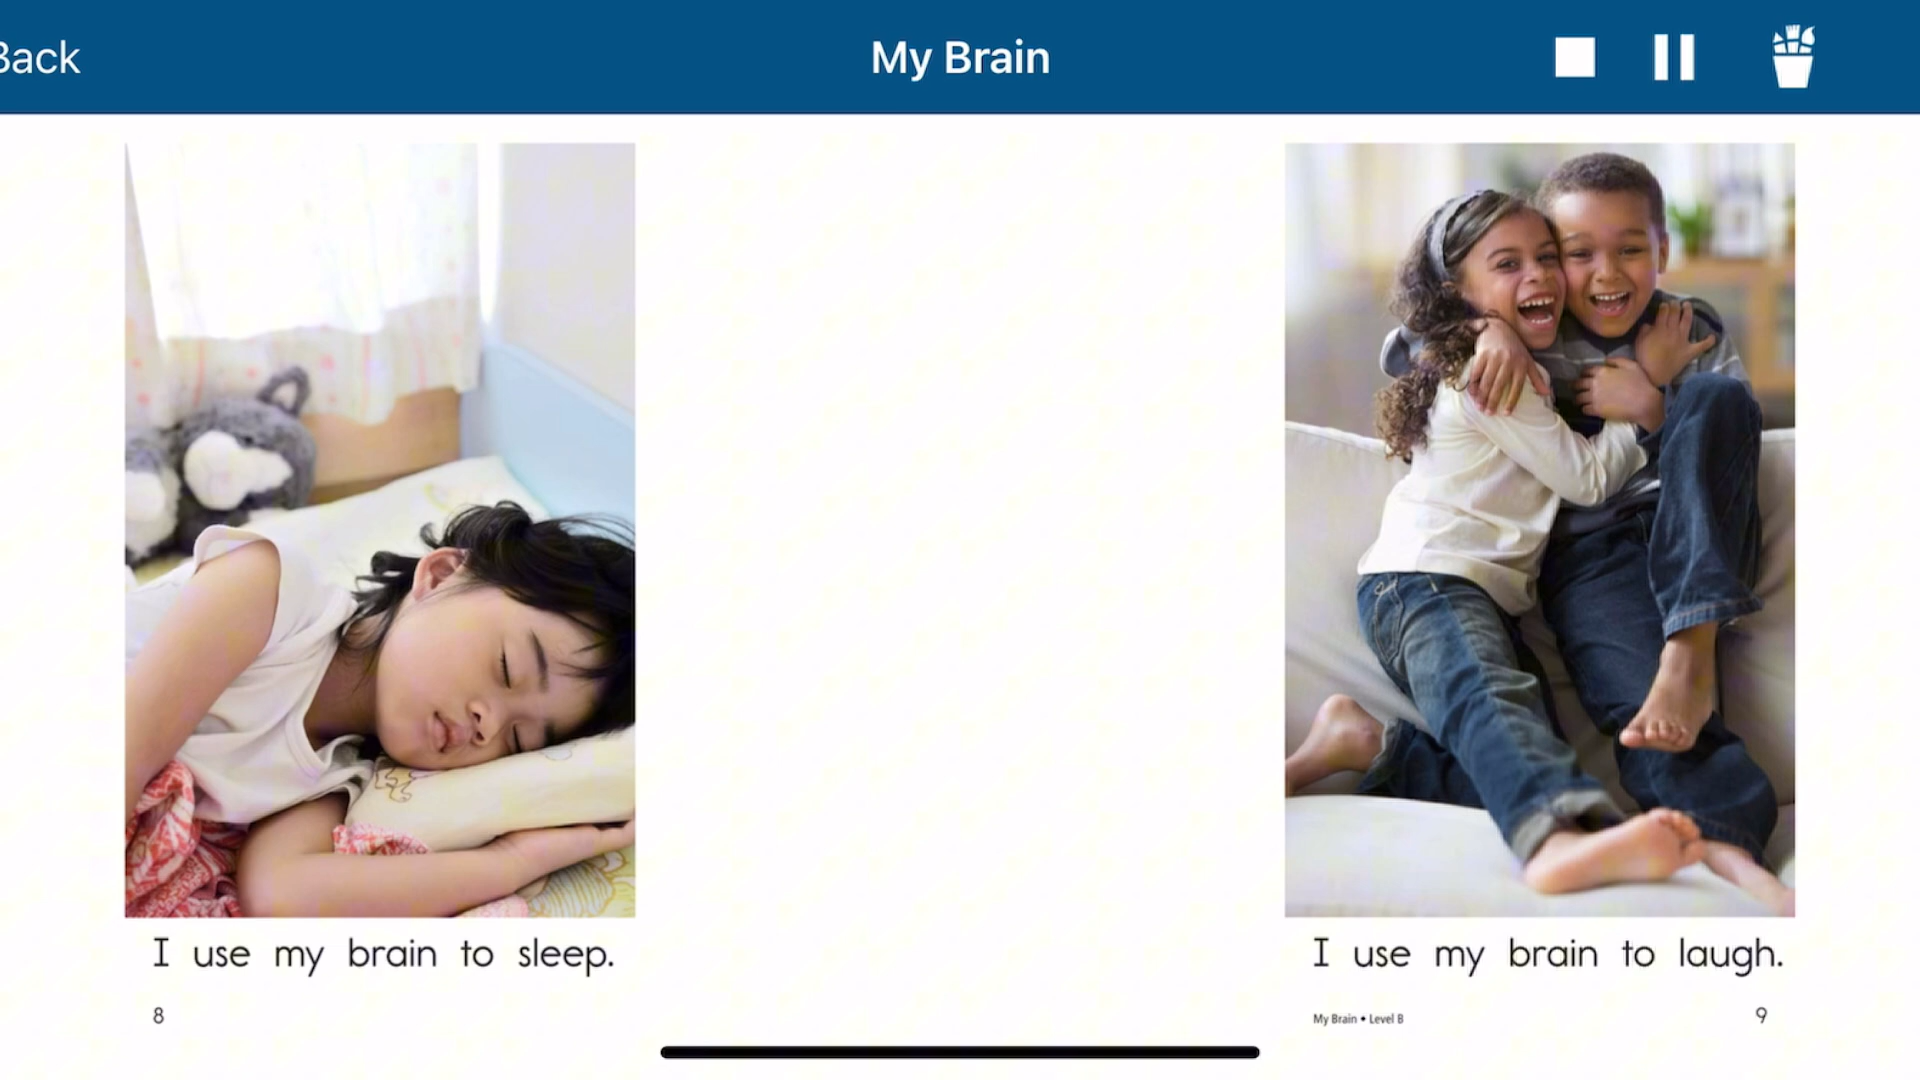 Back
My Brain
I use my brain to sleep.
8
I use my brain to laugh.
My Brain • Level B
9